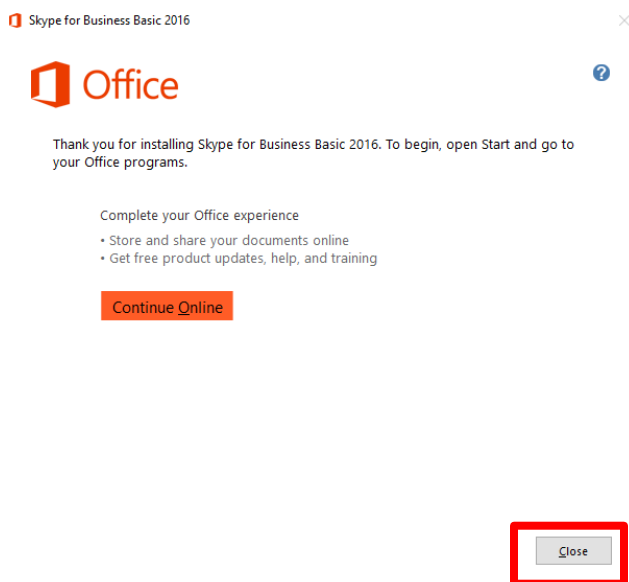 Skype for Business Basic 2016
Office
?
Thank you for installing Skype for Business Basic 2016. To begin, open Start and go to
your Office programs.
Complete your Office experience
• Store and share your documents online
• Get free product updates, help, and training
Continue Online
Close